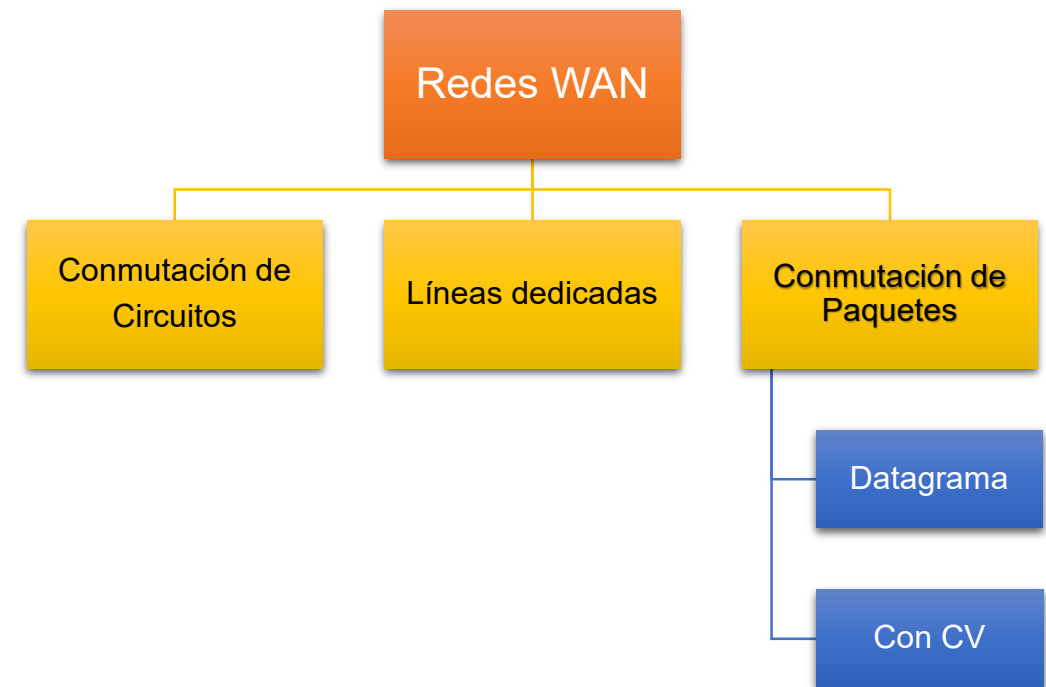 Redes WAN
Conmutación de
Circuitos
Líneas dedicadas
Conmutación de
Paquetes
Datagrama
Con CV